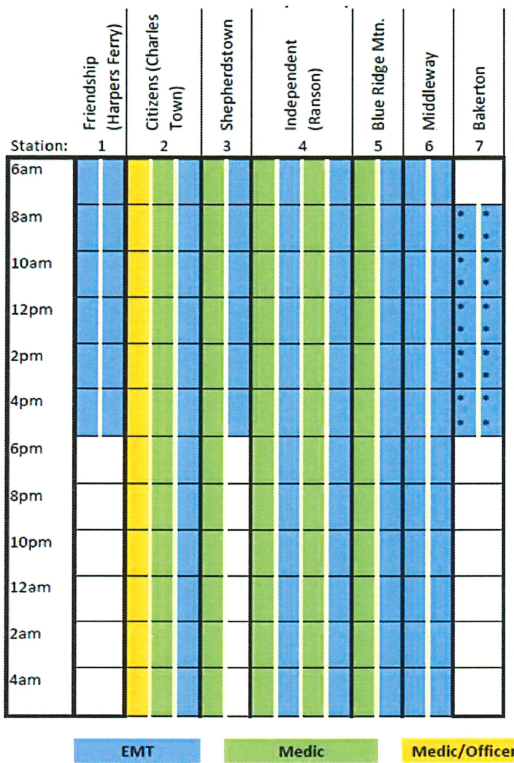 Friendship
(Harpers Ferry)
Citizens (Charles
Town)
Shepherdstown
Independent
(Ranson)
Blue Ridge Mtn.
Middleway
Bakerton
Station: 1 2 3 4 5 6 7
6am
8am
10am
12pm
2pm
4pm
6pm
8pm
10pm
12am
2am
4am
EMT Medic Medic/Officer